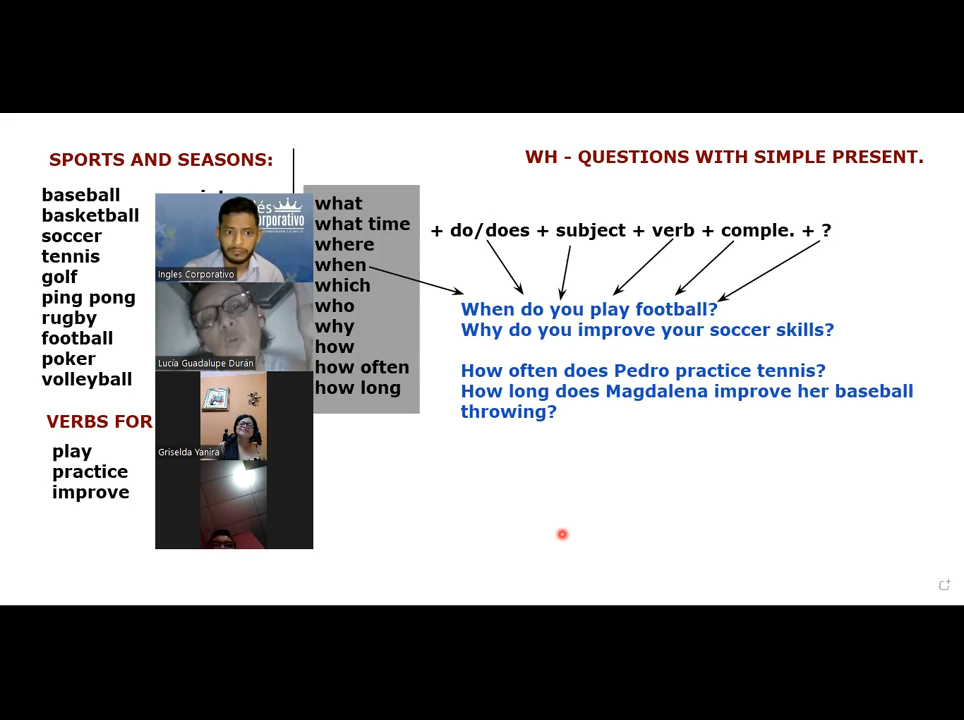 SPORTS AND SEASONS:
baseball
basketball
soccer
tennis
golf
ping pong
rugby
football
poker
volleyball
VERBS FOR
play
practice
improve
Ingles Corporativo
Lucía Guadalupe Durán
Griselda Yanira
what
what time
where
when
which
who
why
how
how often
how long
WH - QUESTIONS WITH SIMPLE PRESENT.
+ do/does + subject + verb + comple. + ?
When do you play football?
Why do you improve your soccer skills?
How often does Pedro practice tennis?
How long does Magdalena improve her baseball
throwing?